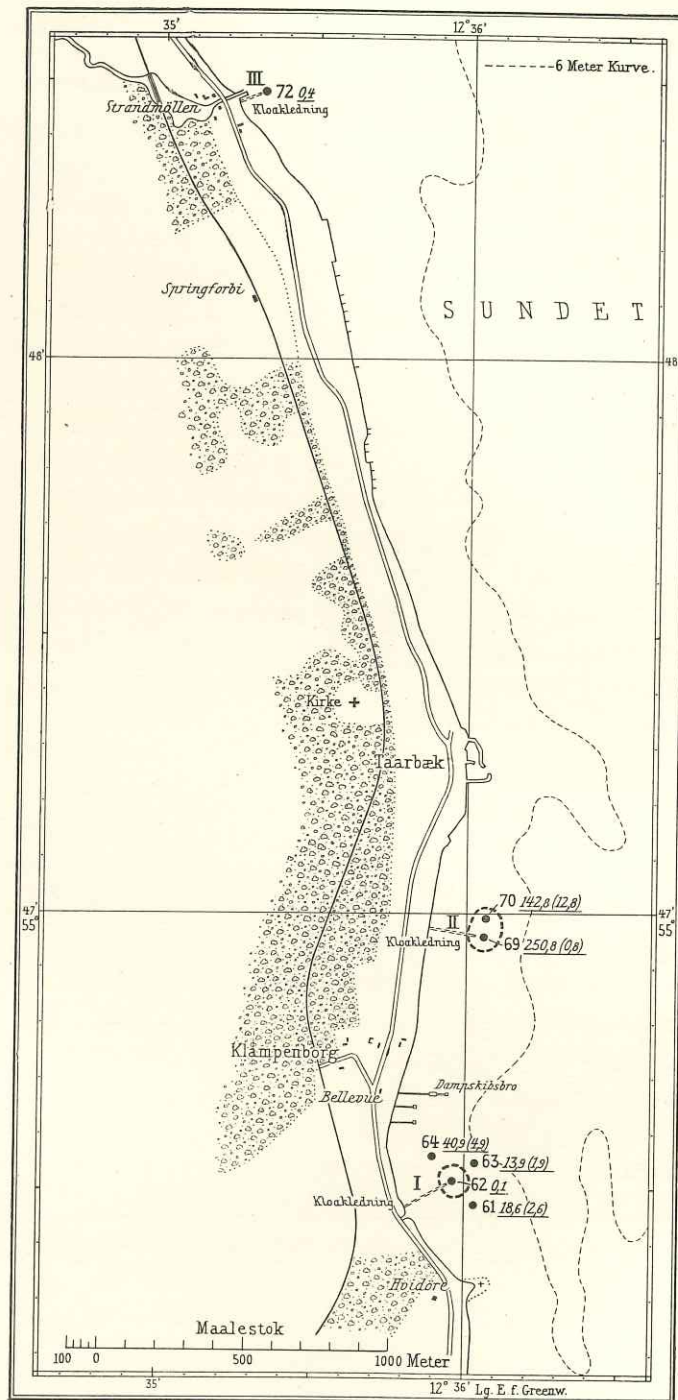 35' 12° 36'
6 Meter Kurve.
III 72 0,4
Strandmöllen Kloakledning
Springforbi
SUNDET
48' 48
Kirke
Taarbæk
70 142,8 (12,8)
47' 47
55° 55°
II
Kloakledning 69 250,8 (0,8)
Klampenborg
Bellevue Dampskibsbro
64 40,9 (4,9)
63 13,9 (1,9)
I 62 0,1
Kloakledning
61 18,6 (2,6)
Hvidöre
Maalestok
100 0 500 1000 Meter
35' 12° 36' Lg. E f. Greenw.